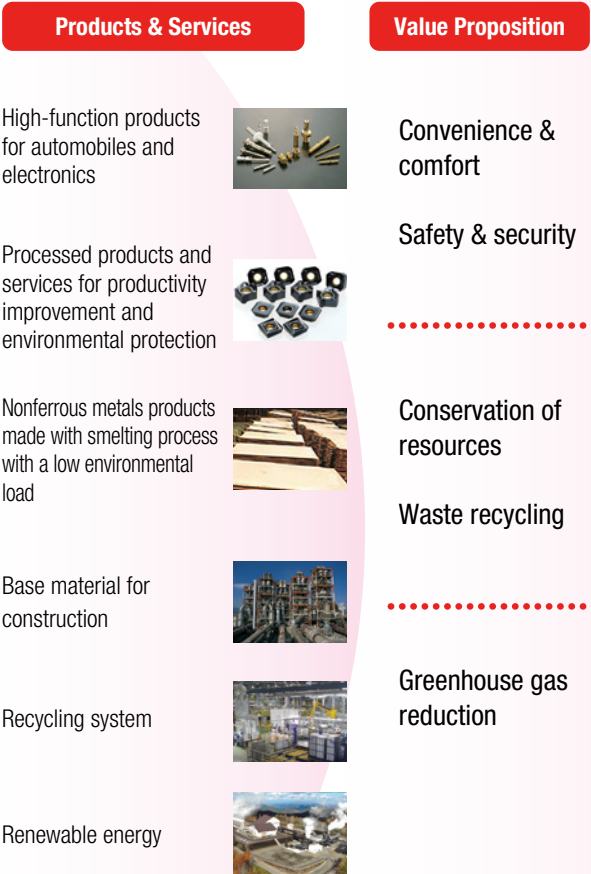 Products & Services
High-function products
for automobiles and
electronics
Processed products and
services for productivity
improvement and
environmental protection
Nonferrous metals products
made with smelting process
with a low environmental
load
Base material for
construction
Recycling system
Renewable energy
Value Proposition
Convenience &
comfort
Safety & security
Conservation of
resources
Waste recycling
Greenhouse gas
reduction